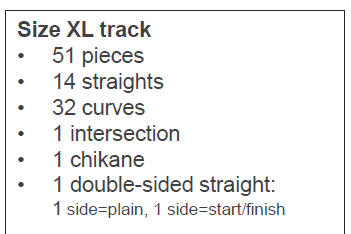 Size XL track
• 51 pieces
• 14 straights
• 32 curves
• 1 intersection
• 1 chikane
• 1 double-sided straight:
1 side=plain, 1 side=start/finish